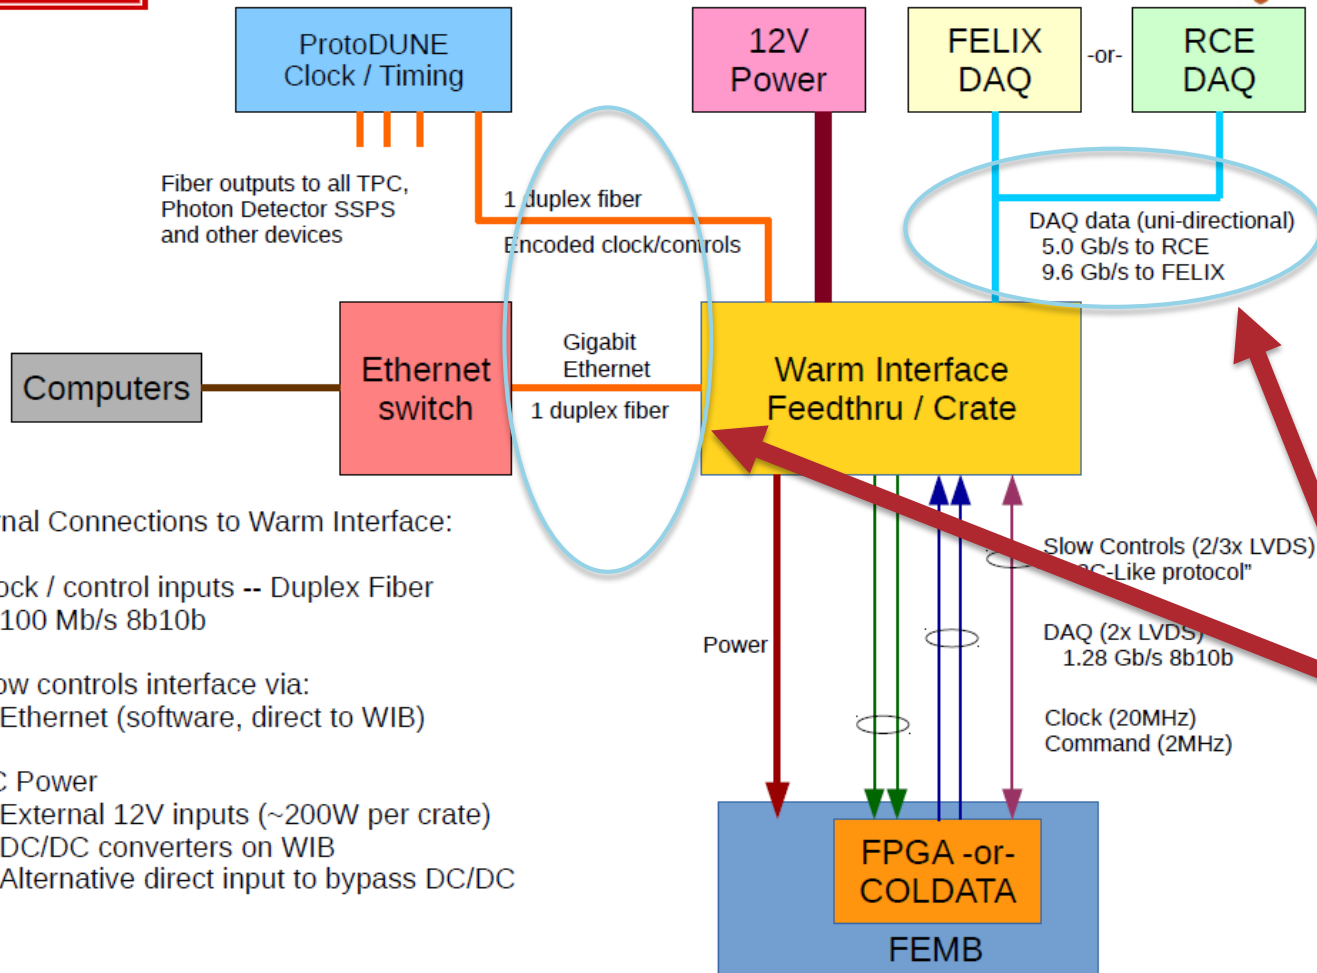 ProtoDUNE
Clock / Timing
12V
Power
FELIX
DAQ
-or-
RCE
DAQ
Fiber outputs to all TPC,
Photon Detector SSPS
and other devices
1 duplex fiber
Encoded clock/controls
DAQ data (uni-directional)
5.0 Gb/s to RCE
9.6 Gb/s to FELIX
Computers
Ethernet
switch
Gigabit
Ethernet
1 duplex fiber
Warm Interface
Feedthru / Crate
rnal Connections to Warm Interface:
ock / control inputs -- Duplex Fiber
100 Mb/s 8b10b
ow controls interface via:
Ethernet (software, direct to WIB)
C Power
External 12V inputs (~200W per crate)
DC/DC converters on WIB
Alternative direct input to bypass DC/DC
Power
Slow Controls (2/3x LVDS)
C-Like protocol”
DAQ (2x LVDS)
1.28 Gb/s 8b10b
Clock (20MHz)
Command (2MHz)
FPGA -or-
COLDATA
FEMB